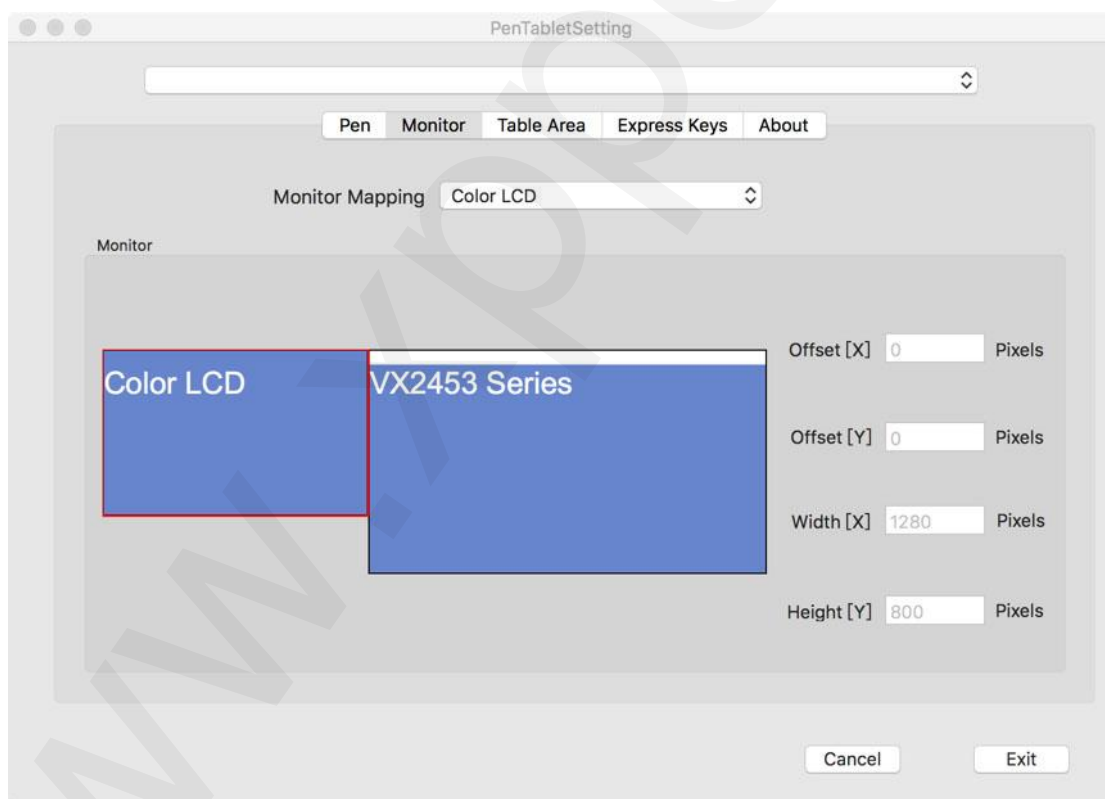 PenTabletSetting
Pen Monitor Table Area Express Keys About
Monitor Mapping Color LCD
Monitor
Offset [X] 0 Pixels
Color LCD VX2453 Series
Offset [Y] 0 Pixels
Width [X] 1280 Pixels
Height [Y] 800 Pixels
Cancel Exit